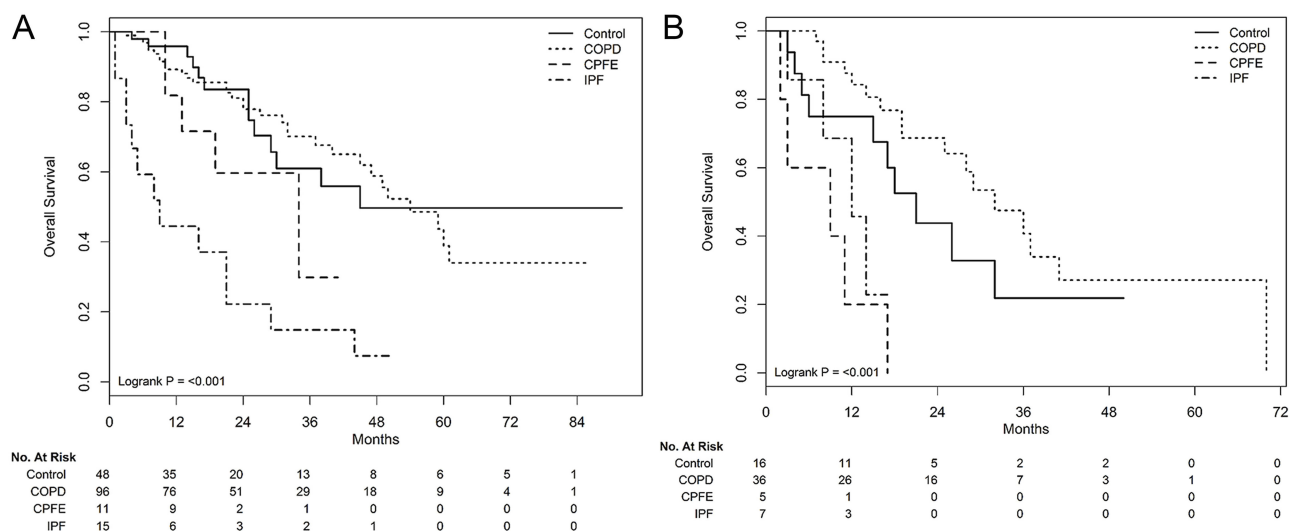 A
1.0
0.8
0.6
0.4
0.2
0.0
Overall Survival
Control
COPD
CPFE
IPF
Logrank P = <0.001
0 12 24 36 48 60 72 84
Months
No. At Risk
Control 48 35 20 13 8 6 5 1
COPD 96 76 51 29 18 9 4 1
CPFE 11 9 2 1 0 0 0 0
IPF 15 6 3 2 1 0 0 0
B
1.0
0.8
0.6
0.4
0.2
0.0
Overall Survival
Control
COPD
CPFE
IPF
Logrank P = <0.001
0 12 24 36 48 60 72
Months
No. At Risk
Control 16 11 5 2 2 0 0
COPD 36 26 16 7 3 1 0
CPFE 5 1 0 0 0 0 0
IPF 7 3 0 0 0 0 0